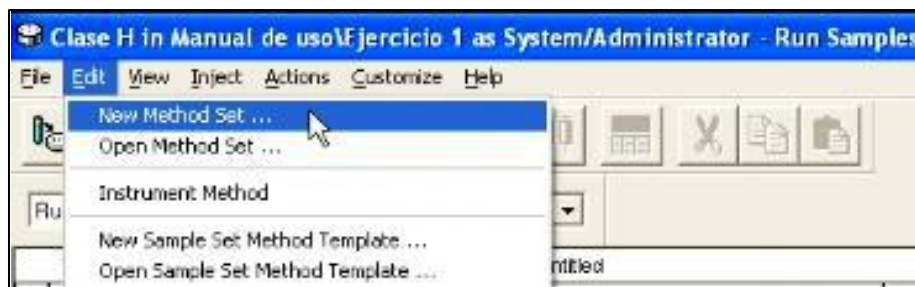 Clase H in Manual de uso\Ejercicio 1 as System/Administrator - Run Samples
File Edit View Inject Actions Customize Help
New Method Set ...
Open Method Set ...
Instrument Method
New Sample Set Method Template ...
Open Sample Set Method Template ...